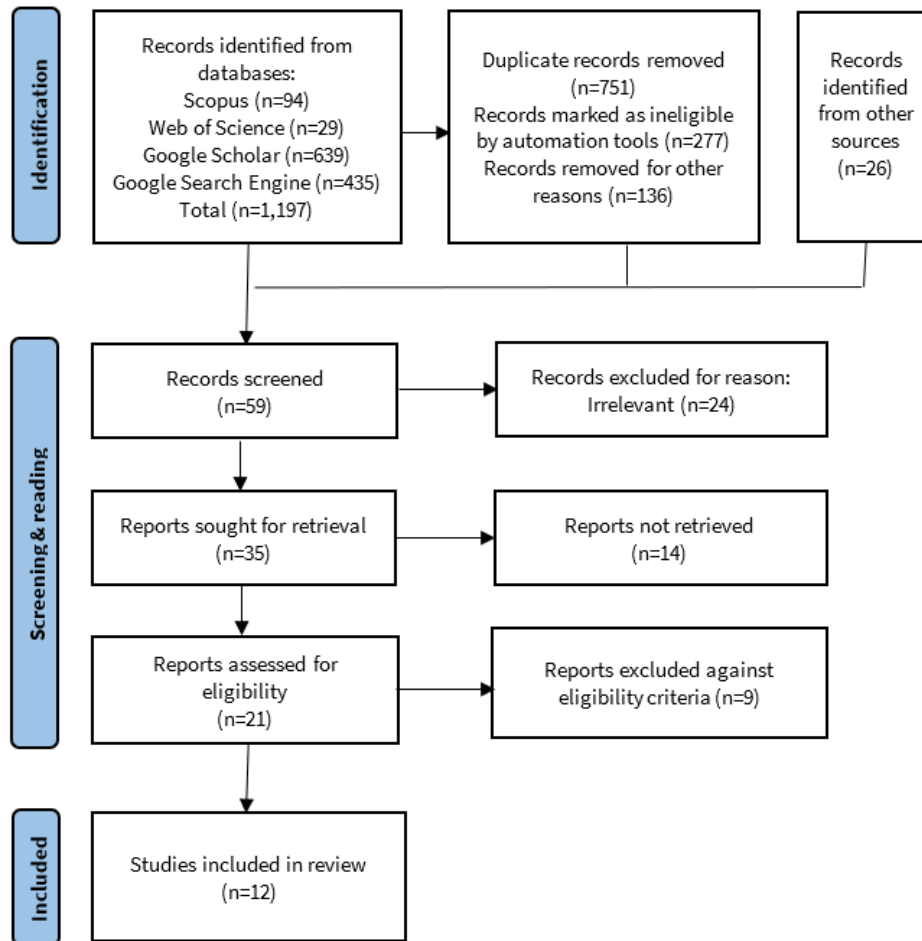 Identification
Records identified from
databases:
Scopus (n=94)
Web of Science (n=29)
Google Scholar (n=639)
Google Search Engine (n=435)
Total (n=1,197)
Duplicate records removed
(n=751)
Records marked as ineligible
by automation tools (n=277)
Records removed for other
reasons (n=136)
Records
identified
from other
sources
(n=26)
Screening & reading
Records screened
(n=59)
Records excluded for reason:
Irrelevant (n=24)
Reports sought for retrieval
(n=35)
Reports not retrieved
(n=14)
Reports assessed for
eligibility
(n=21)
Reports excluded against
eligibility criteria (n=9)
Included
Studies included in review
(n=12)